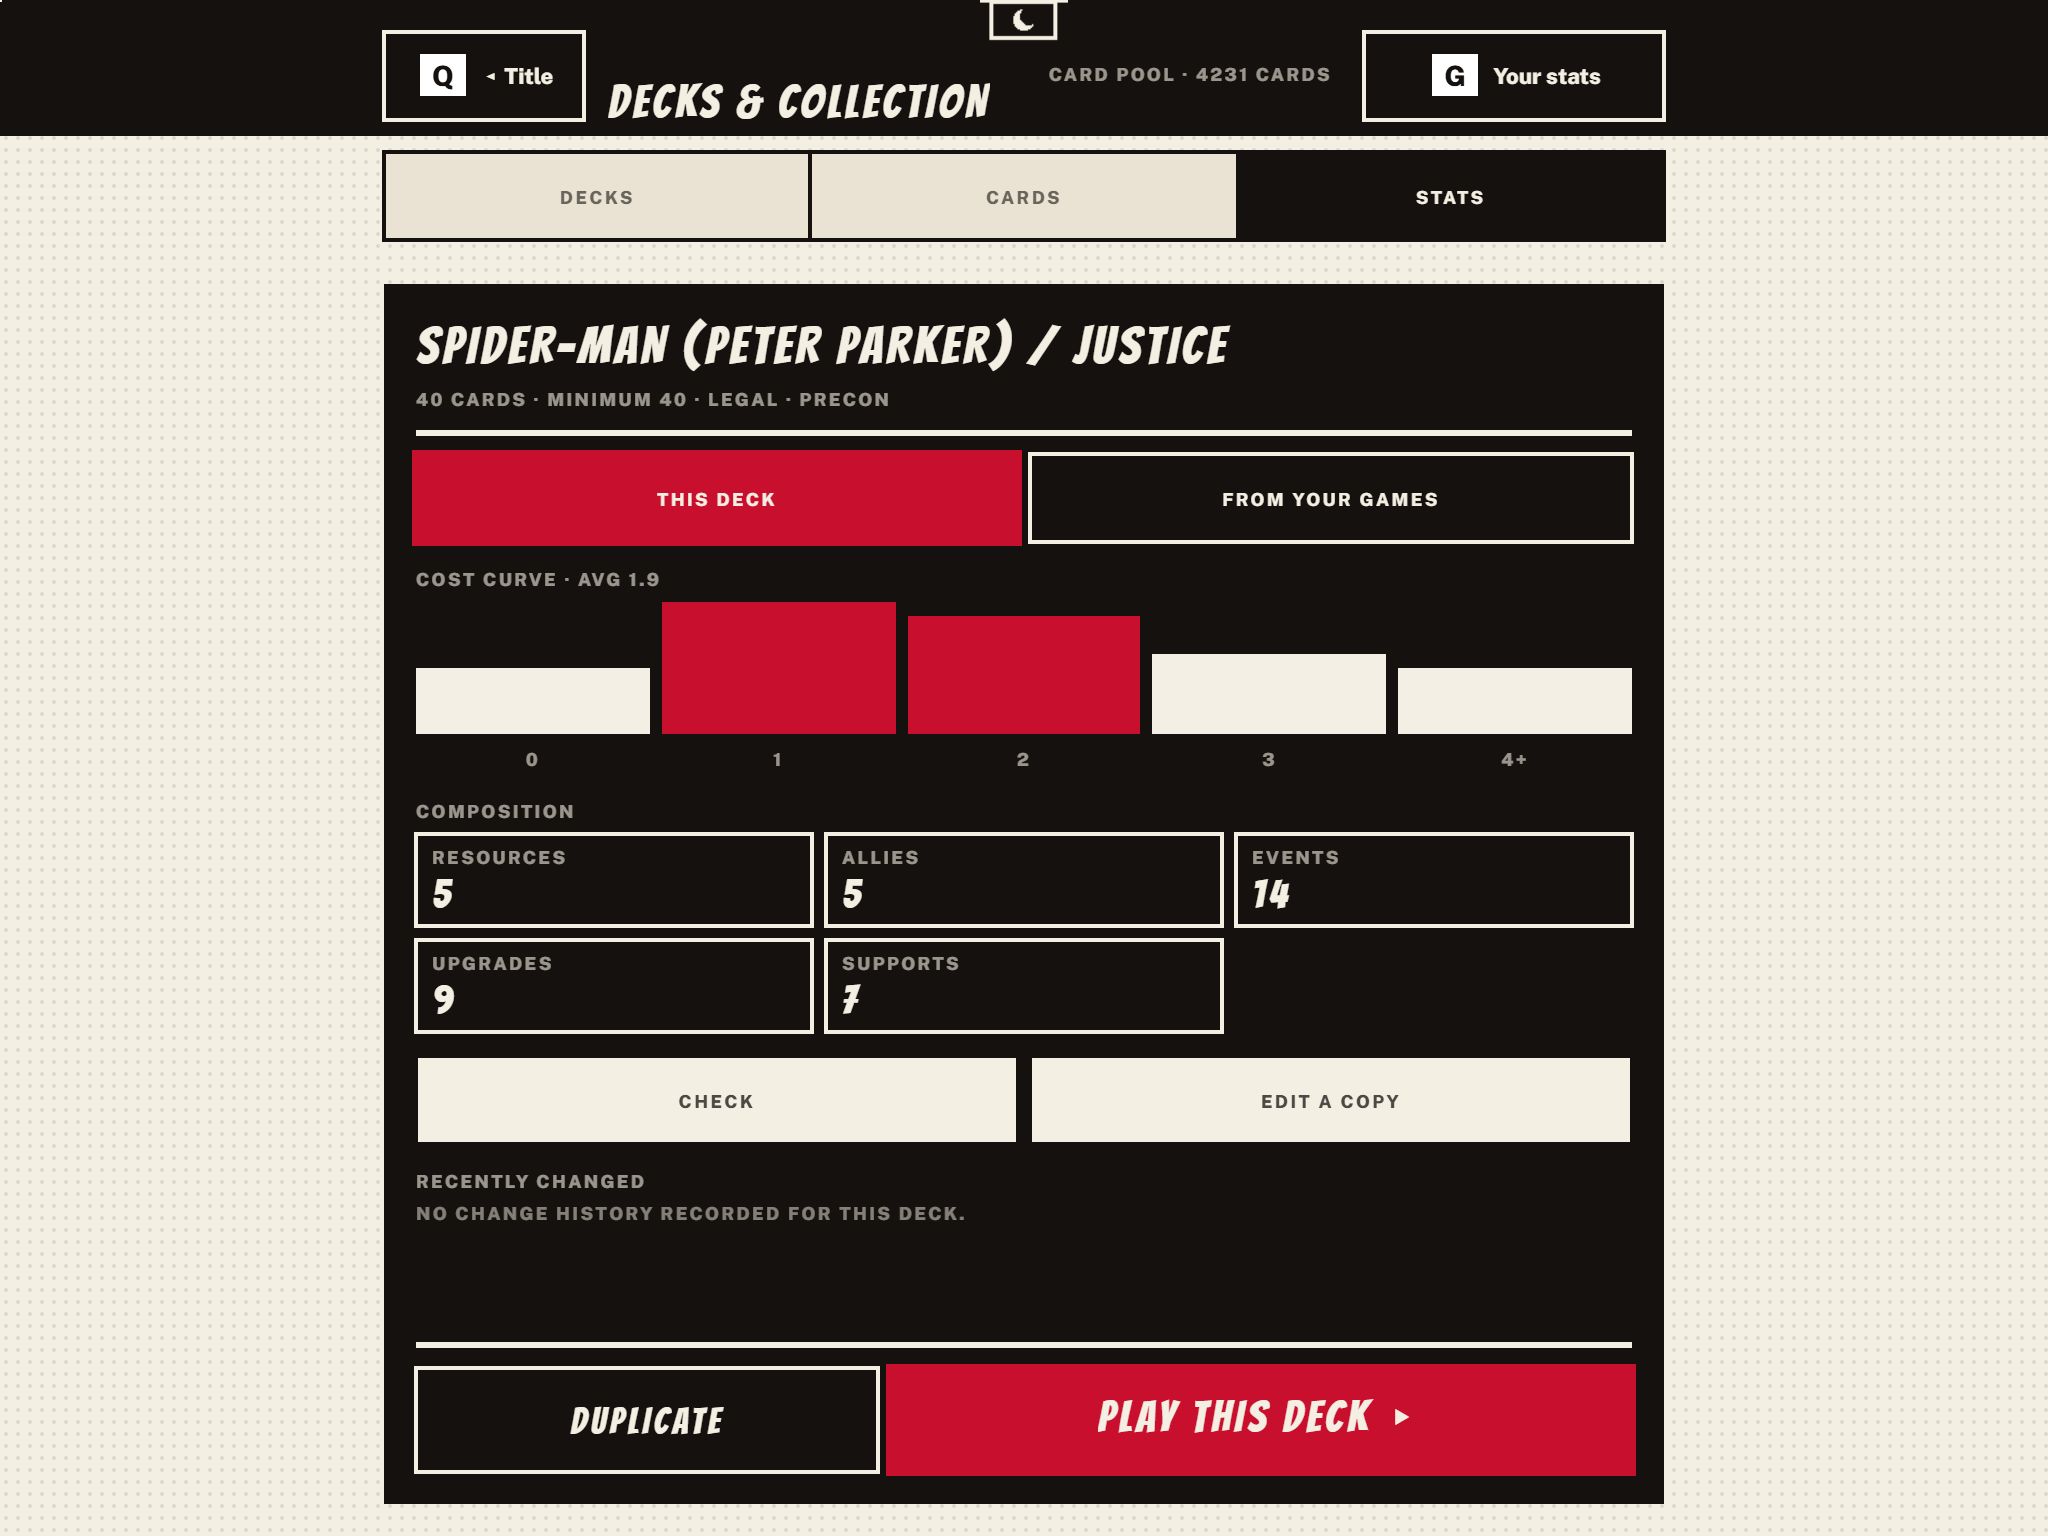 Q ◂ Title
DECKS & COLLECTION
CARD POOL · 4231 CARDS
G Your stats
DECKS
CARDS
STATS
SPIDER-MAN (PETER PARKER) / JUSTICE
40 CARDS · MINIMUM 40 · LEGAL · PRECON
THIS DECK
FROM YOUR GAMES
COST CURVE · AVG 1.9
0 1 2 3 4+
COMPOSITION
RESOURCES
5
ALLIES
5
EVENTS
14
UPGRADES
9
SUPPORTS
7
CHECK
EDIT A COPY
RECENTLY CHANGED
NO CHANGE HISTORY RECORDED FOR THIS DECK.
DUPLICATE
PLAY THIS DECK ▸